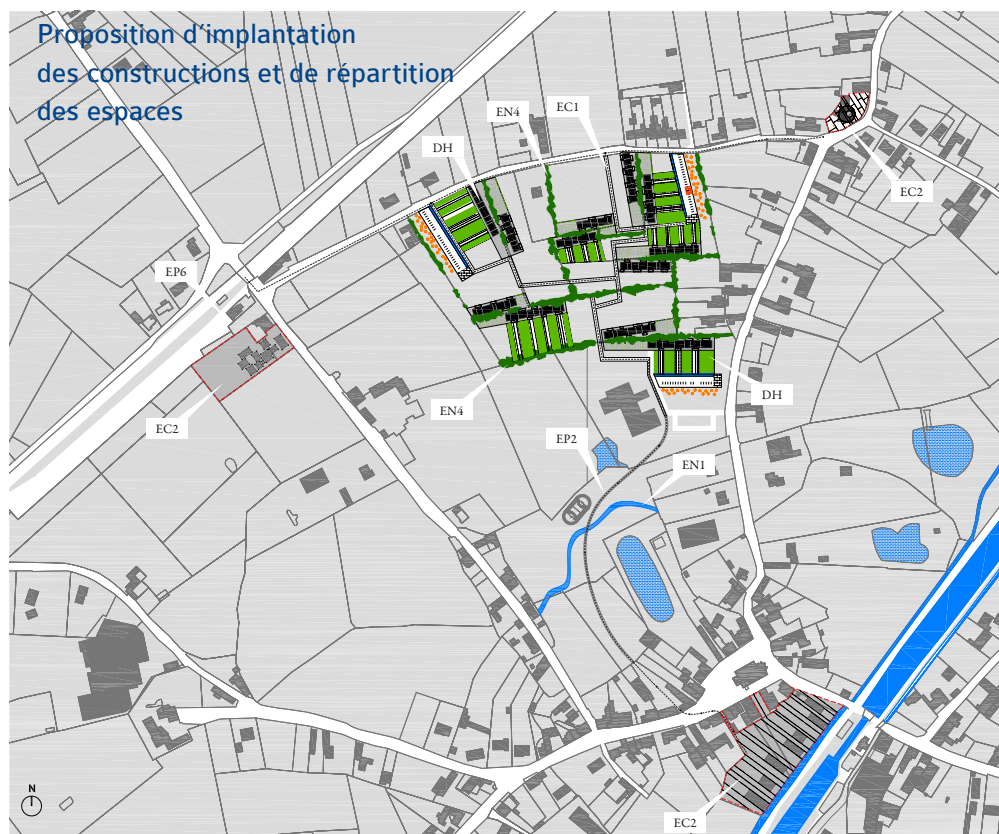 Proposition d'implantation
des constructions et de répartition
des espaces
EN4
EC1
DH
EC2
EP6
EC2
EN4
DH
EP2
EN1
EC2
N